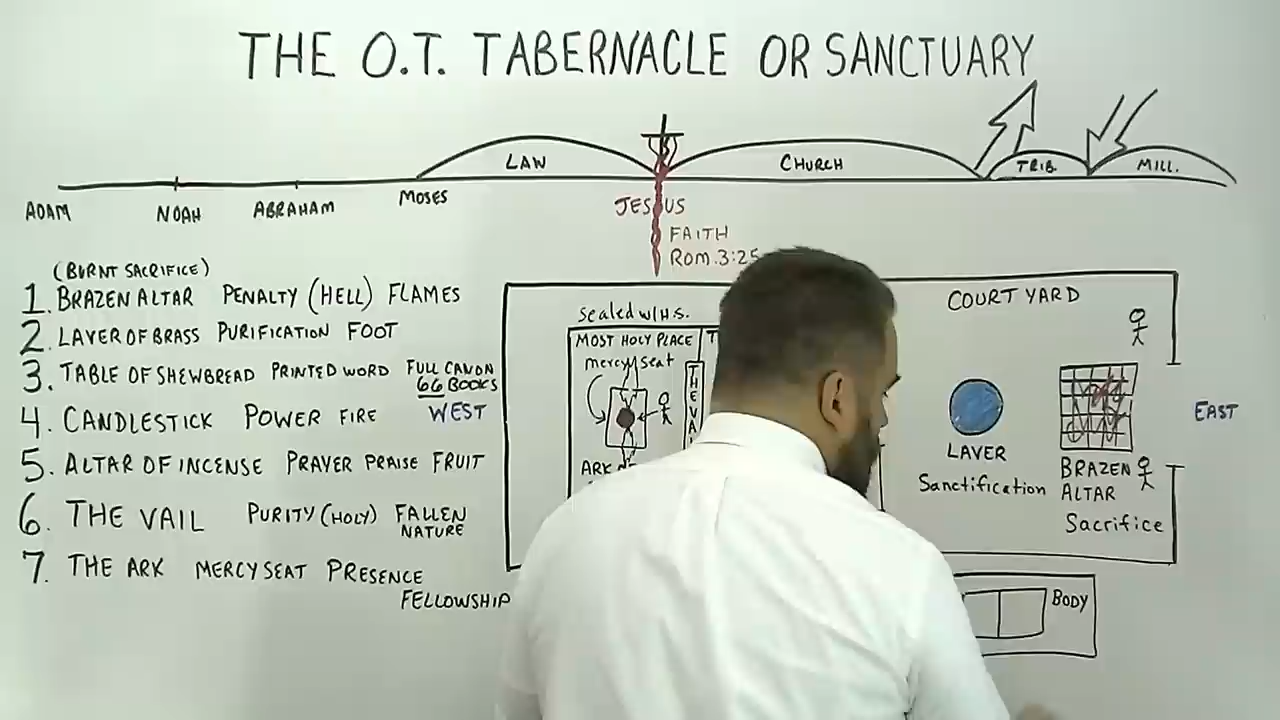 THE O.T. TABERNACLE OR SANCTUARY
LAW
CHURCH
TRIB.
MILL.
ADAM
NOAH
ABRAHAM
MOSES
JESUS
FAITH
Rom. 3:25
(BURNT SACRIFICE)
1. BRAZEN ALTAR PENALTY (HELL) FLAMES
2. LAVER OF BRASS PURIFICATION FOOT
3. TABLE OF SHEWBREAD PRINTED WORD FULL CANON
66 BOOKS
4. CANDLESTICK POWER FIRE WEST
5. ALTAR OF INCENSE PRAYER PRAISE FRUIT
6. THE VAIL PURITY (HOLY) FALLEN
NATURE
7. THE ARK MERCY SEAT PRESENCE
FELLOWSHIP
Sealed w/H.S.
MOST HOLY PLACE
mercy seat
THE VA
ARK
COURT YARD
LAVER
Sanctification
BRAZEN
ALTAR
Sacrifice
EAST
BODY